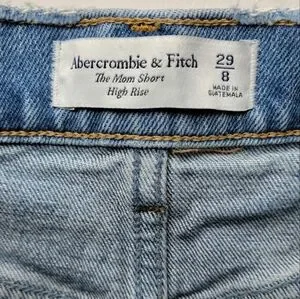 Abercrombie & Fitch
The Mom Short
High Rise
29
8
MADE IN
GUATEMALA